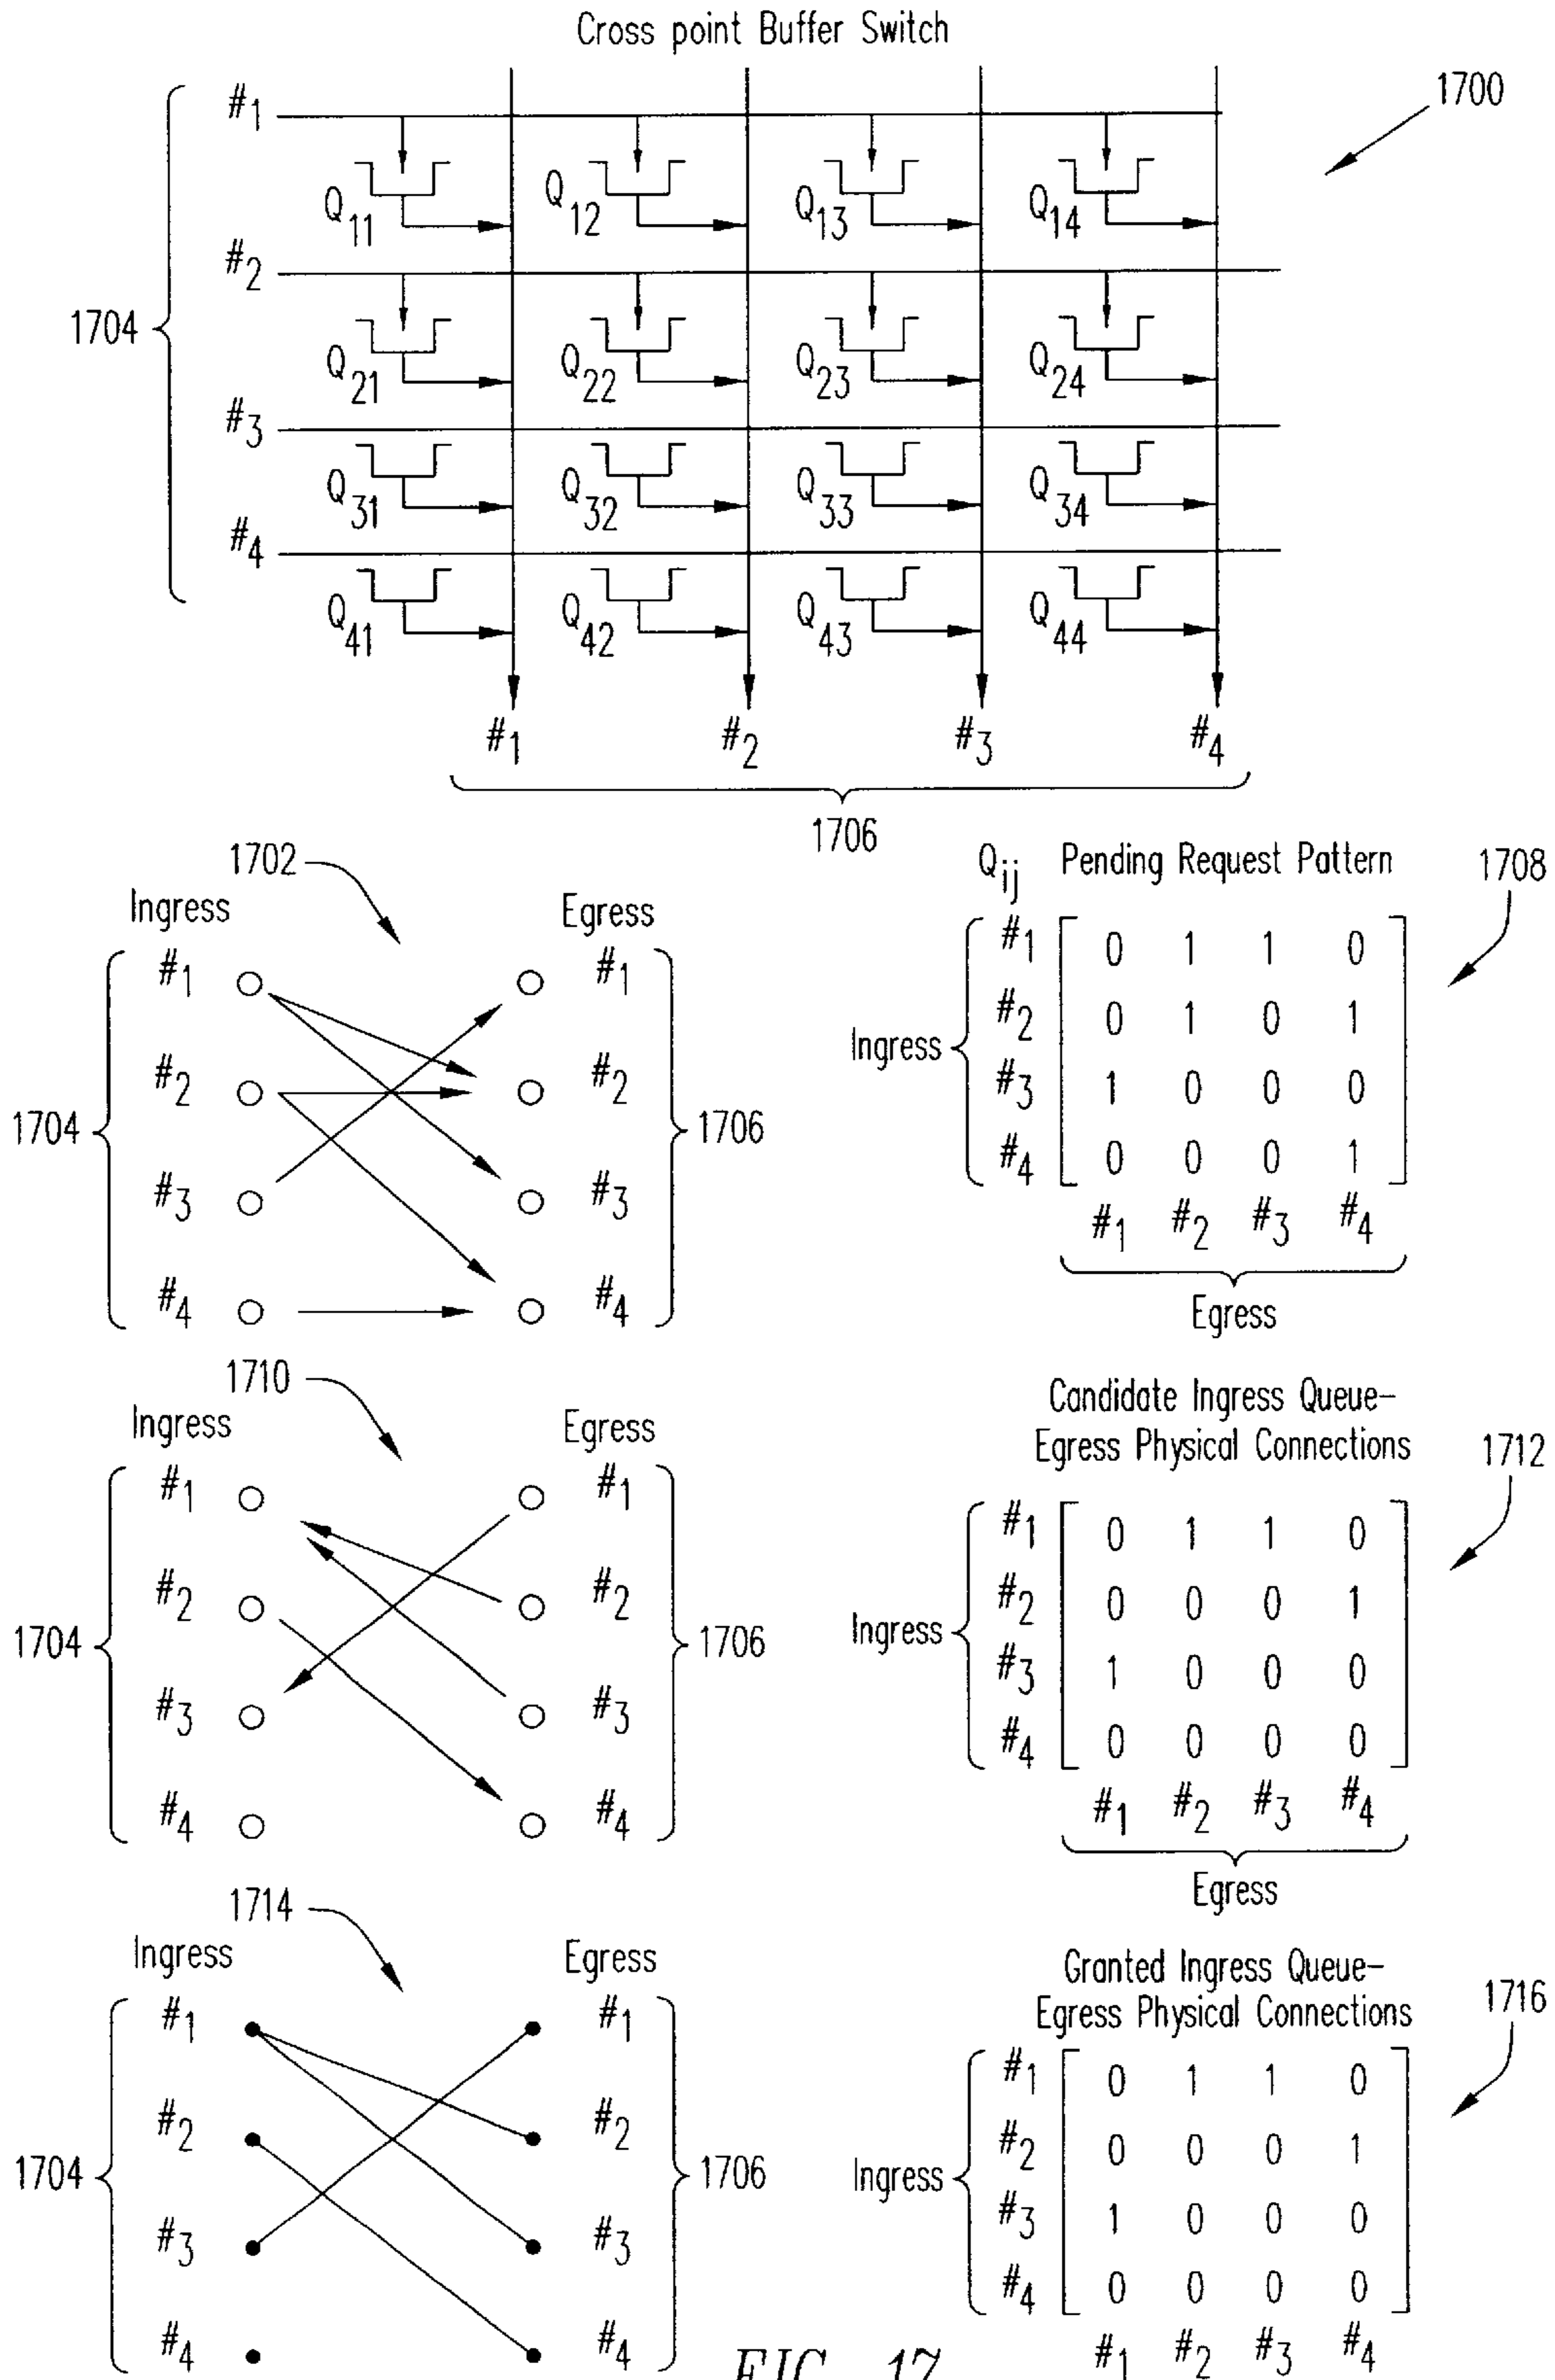 Cross point Buffer Switch
1700
#1
Q11 Q12 Q13 Q14
#2
1704
Q21 Q22 Q23 Q24
#3
Q31 Q32 Q33 Q34
#4
Q41 Q42 Q43 Q44
#1 #2 #3 #4
1706
1702
Ingress Egress
#1 #1
#2 #2
1704 1706
#3 #3
#4 #4
Qij Pending Request Pattern
1708
#1 0 1 1 0
#2 0 1 0 1
Ingress
#3 1 0 0 0
#4 0 0 0 1
#1 #2 #3 #4
Egress
1710
Ingress Egress
#1 #1
#2 #2
1704 1706
#3 #3
#4 #4
Candidate Ingress Queue-
Egress Physical Connections
1712
#1 0 1 1 0
#2 0 0 0 1
Ingress
#3 1 0 0 0
#4 0 0 0 0
#1 #2 #3 #4
Egress
1714
Ingress Egress
#1 #1
#2 #2
1704 1706
#3 #3
#4 #4
Granted Ingress Queue-
Egress Physical Connections
1716
#1 0 1 1 0
#2 0 0 0 1
Ingress
#3 1 0 0 0
#4 0 0 0 0
#1 #2 #3 #4
FIG. 17